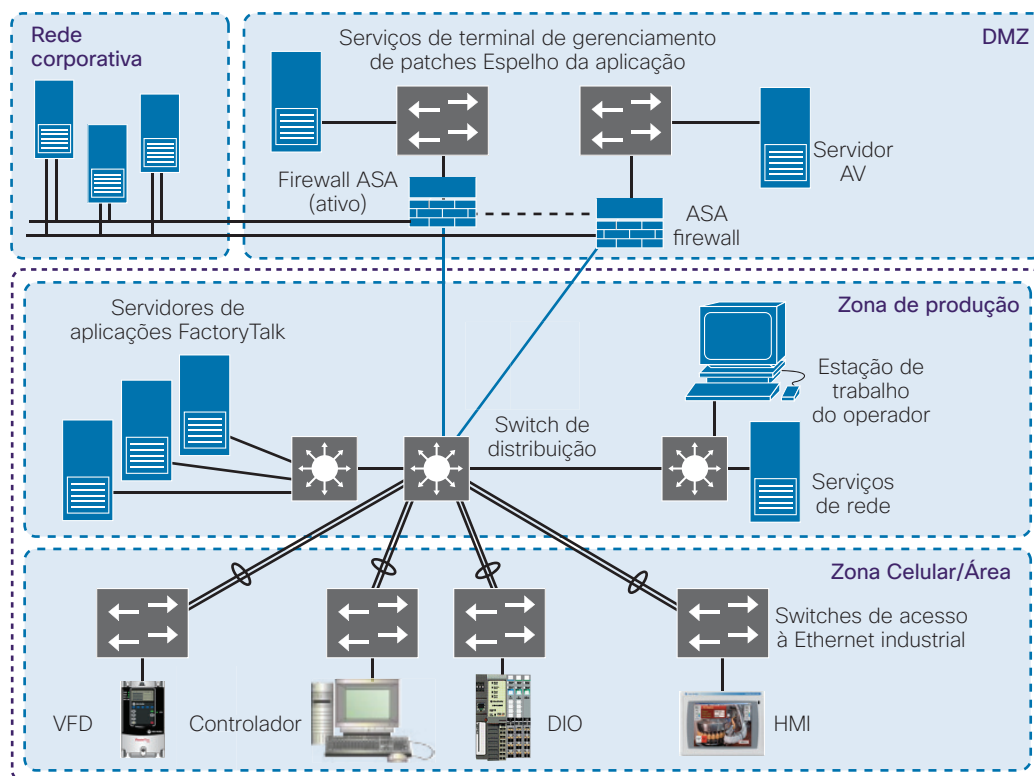 Rede
corporativa
Serviços de terminal de gerenciamento
de patches Espelho da aplicação
DMZ
Servidor
AV
Firewall ASA
(ativo)
ASA
firewall
Zona de produção
Servidores de
aplicações FactoryTalk
Estação de
trabalho
do operador
Switch de
distribuição
Serviços
de rede
Zona Celular/Área
Switches de acesso
à Ethernet industrial
VFD
Controlador
DIO
HMI